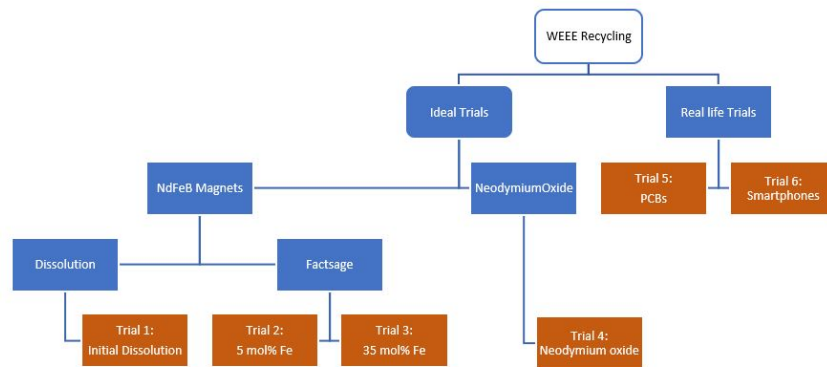 WEEE Recycling
Ideal Trials
Real life Trials
NdFeB Magnets
NeodymiumOxide
Trial 5:
PCBs
Trial 6:
Smartphones
Dissolution
Factsage
Trial 1:
Initial Dissolution
Trial 2:
5 mol% Fe
Trial 3:
35 mol% Fe
Trial 4:
Neodymium oxide